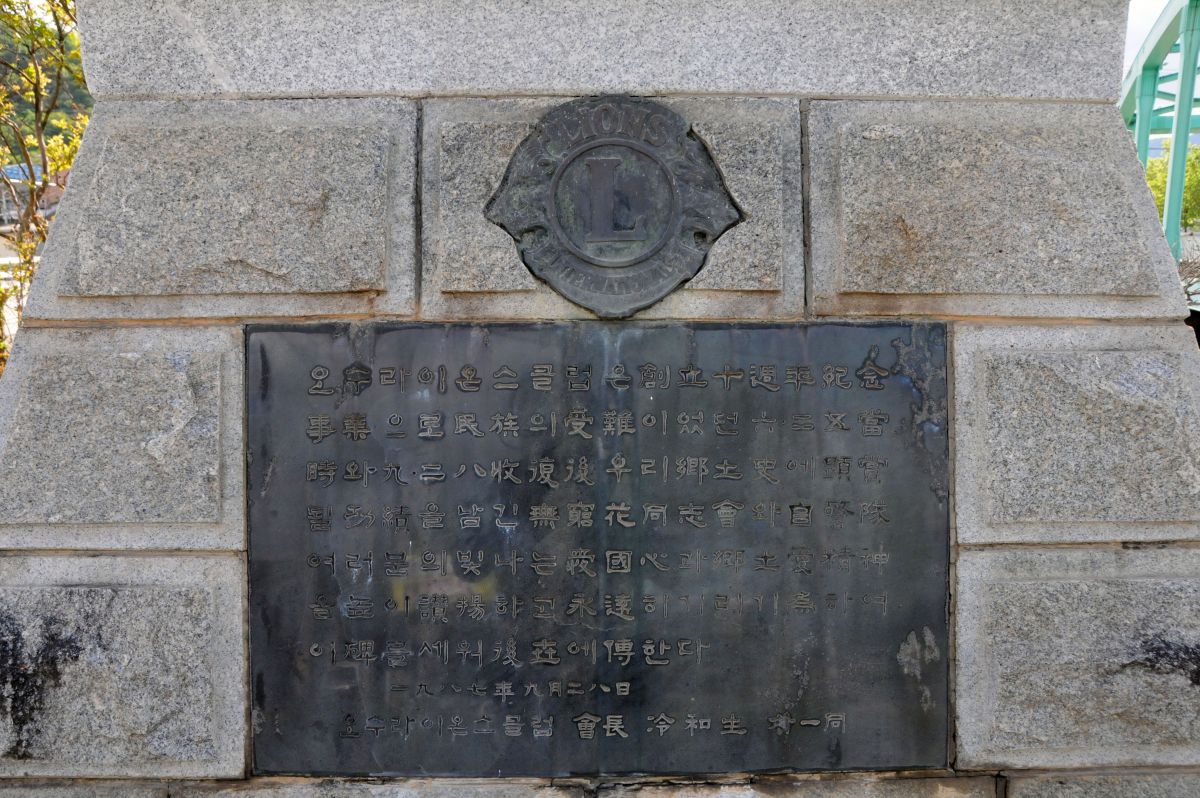 LIONS
L
INTERNATIONAL
오수라이온스클럽은 創立十週年紀念
事業으로 民族의 受難이 있었던 六·二五 當
時와 九·二八 收復後 우리 鄕土史에 顯當
될 功績을 남긴 無窮花同志會와 自警隊
여러분의 빛나는 愛國心과 鄕土愛精神
을 높이 讚揚하고 永遠히 기리기 爲하여
이 碑를 세워 後世에 傳한다
一九八七年 九月 二八日
오수라이온스클럽 會長 冷和生 外一同